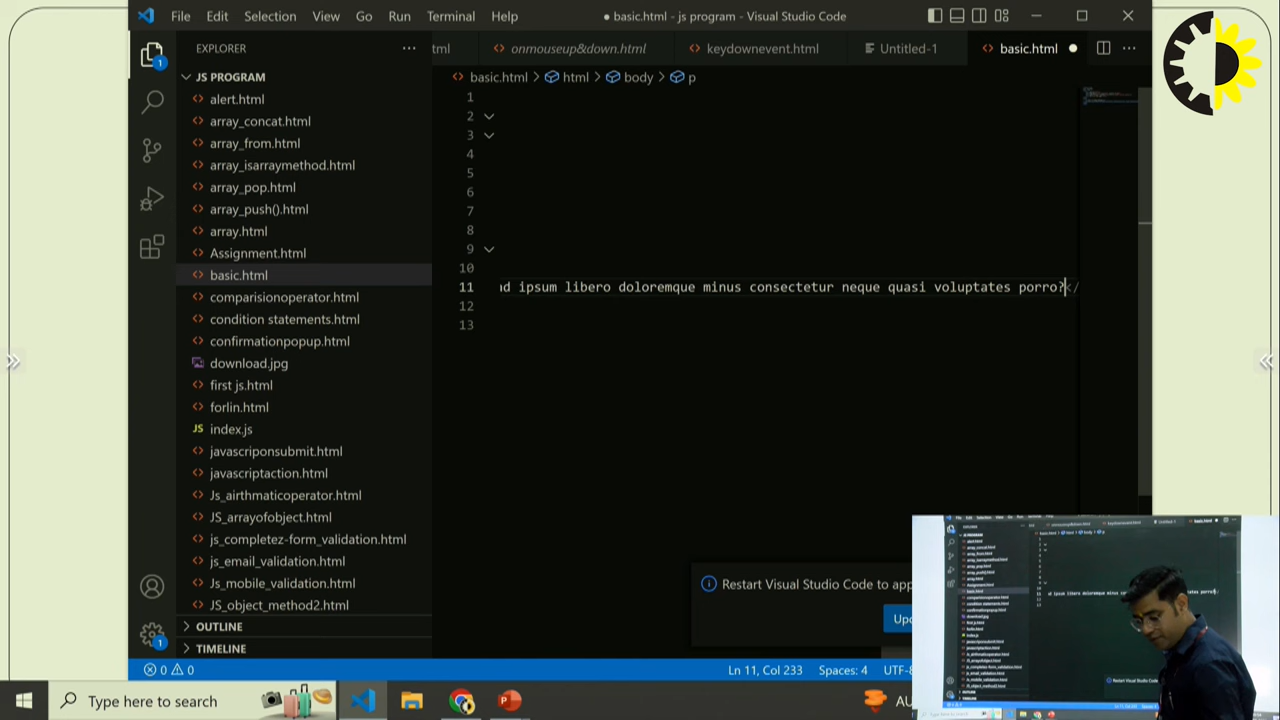 File Edit Selection View Go Run Terminal Help
● basic.html - js program - Visual Studio Code
EXPLORER
tml
onmouseup&down.html
keydownevent.html
Untitled-1
basic.html
JS PROGRAM
basic.html > html > body > p
alert.html
array_concat.html
array_from.html
array_isarraymethod.html
array_pop.html
array_push().html
array.html
Assignment.html
basic.html
comparisionoperator.html
condition statements.html
confirmationpopup.html
download.jpg
first js.html
forlin.html
JS index.js
javascriponsubmit.html
javascriptaction.html
Js_airthmaticoperator.html
JS_arrayofobject.html
Js_mobile_validation.html
JS_object_method2.html
OUTLINE
TIMELINE
1
2
3
4
5
6
7
8
9
10
11 ipsum libero doloremque minus consectetur neque quasi voluptates porro?</
12
13
Restart Visual Studio Code to
1
1
0 0
Ln 11, Col 233
Spaces: 4
UTF-8
Type here to search